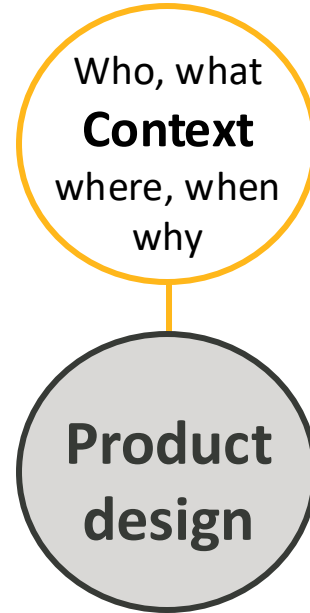 Who, what
Context
where, when
why
Product
design